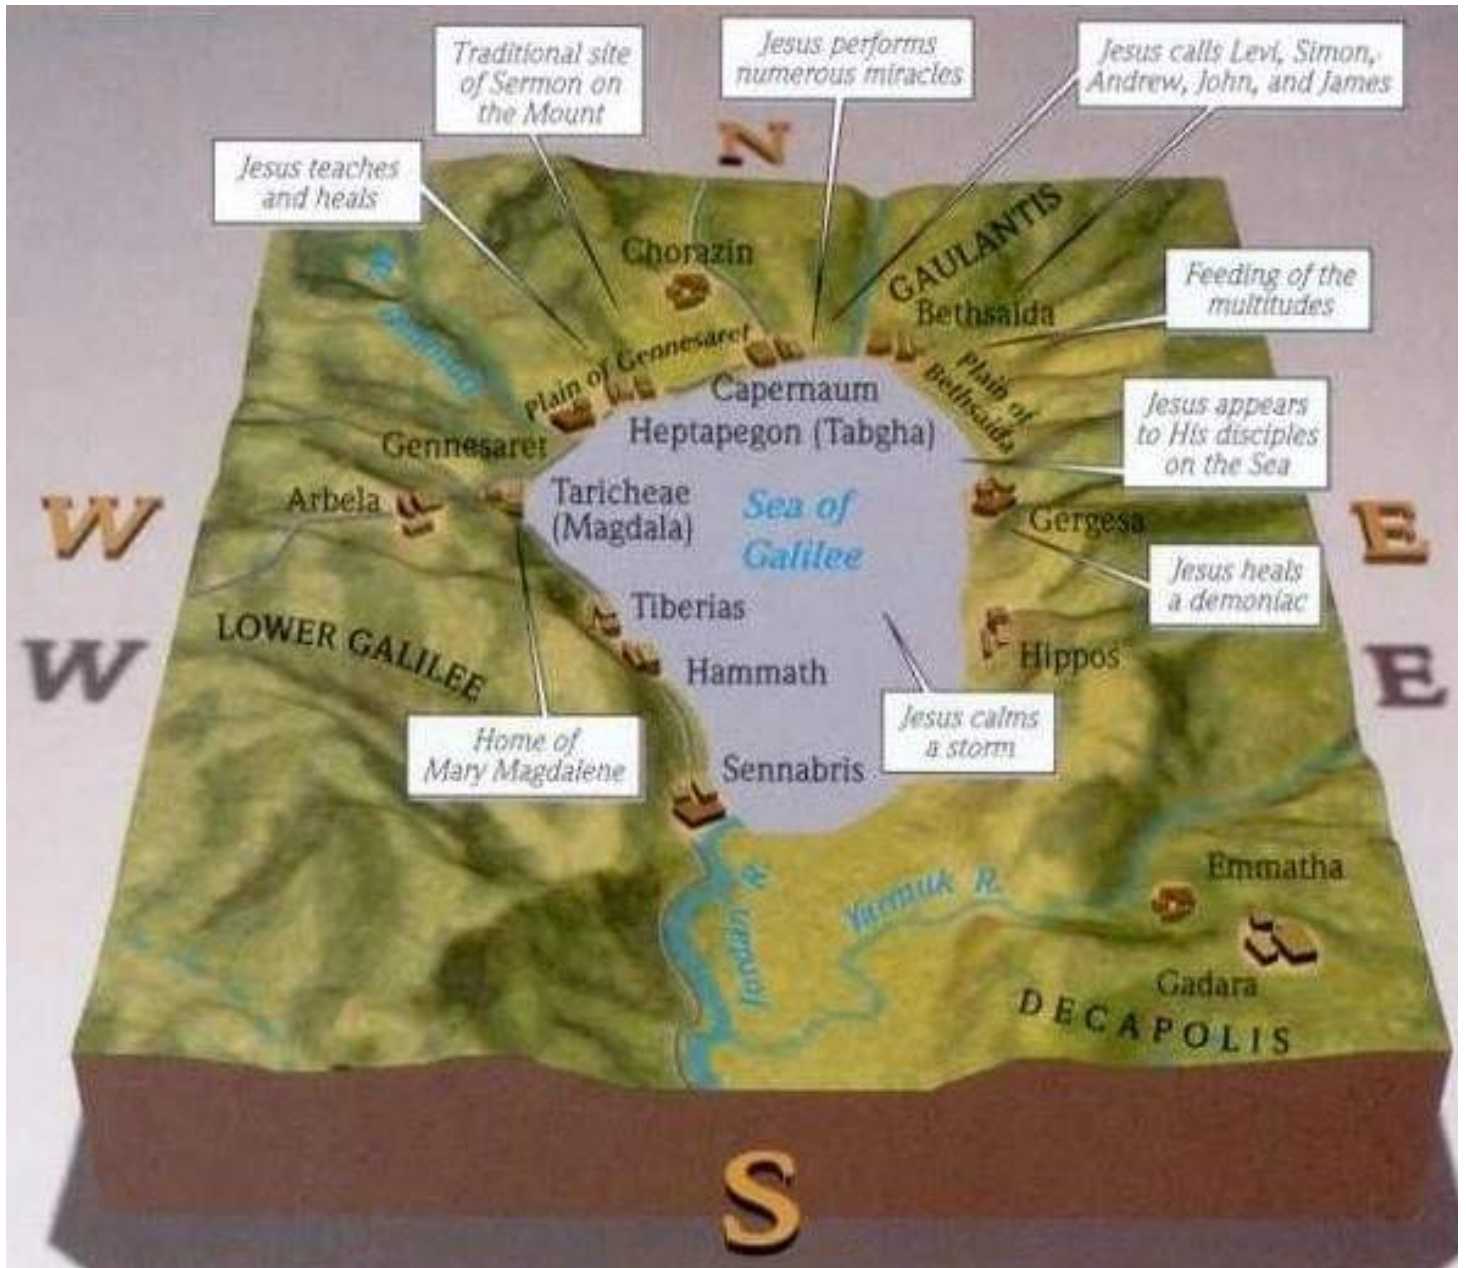 Traditional site
of Sermon on
the Mount
Jesus performs
numerous miracles
Jesus calls Levi, Simon,
Andrew, John, and James
Jesus teaches
and heals
N
Chorazin
GAULANTIS
Bethsaida
Feeding of the
multitudes
Plain of Gennesaret
Plain of
Bethsaida
Capernaum
Heptapegon (Tabgha)
Jesus appears
to His disciples
on the Sea
Gennesaret
Arbela
Taricheae
(Magdala)
Sea of
Galilee
Gergesa
W
E
Jesus heals
a demoniac
Tiberias
LOWER GALILEE
Hammath
Hippos
W
E
Home of
Mary Magdalene
Jesus calms
a storm
Sennabris
Emmatha
Yarmuk R.
Jordan R.
Gadara
DECAPOLIS
S